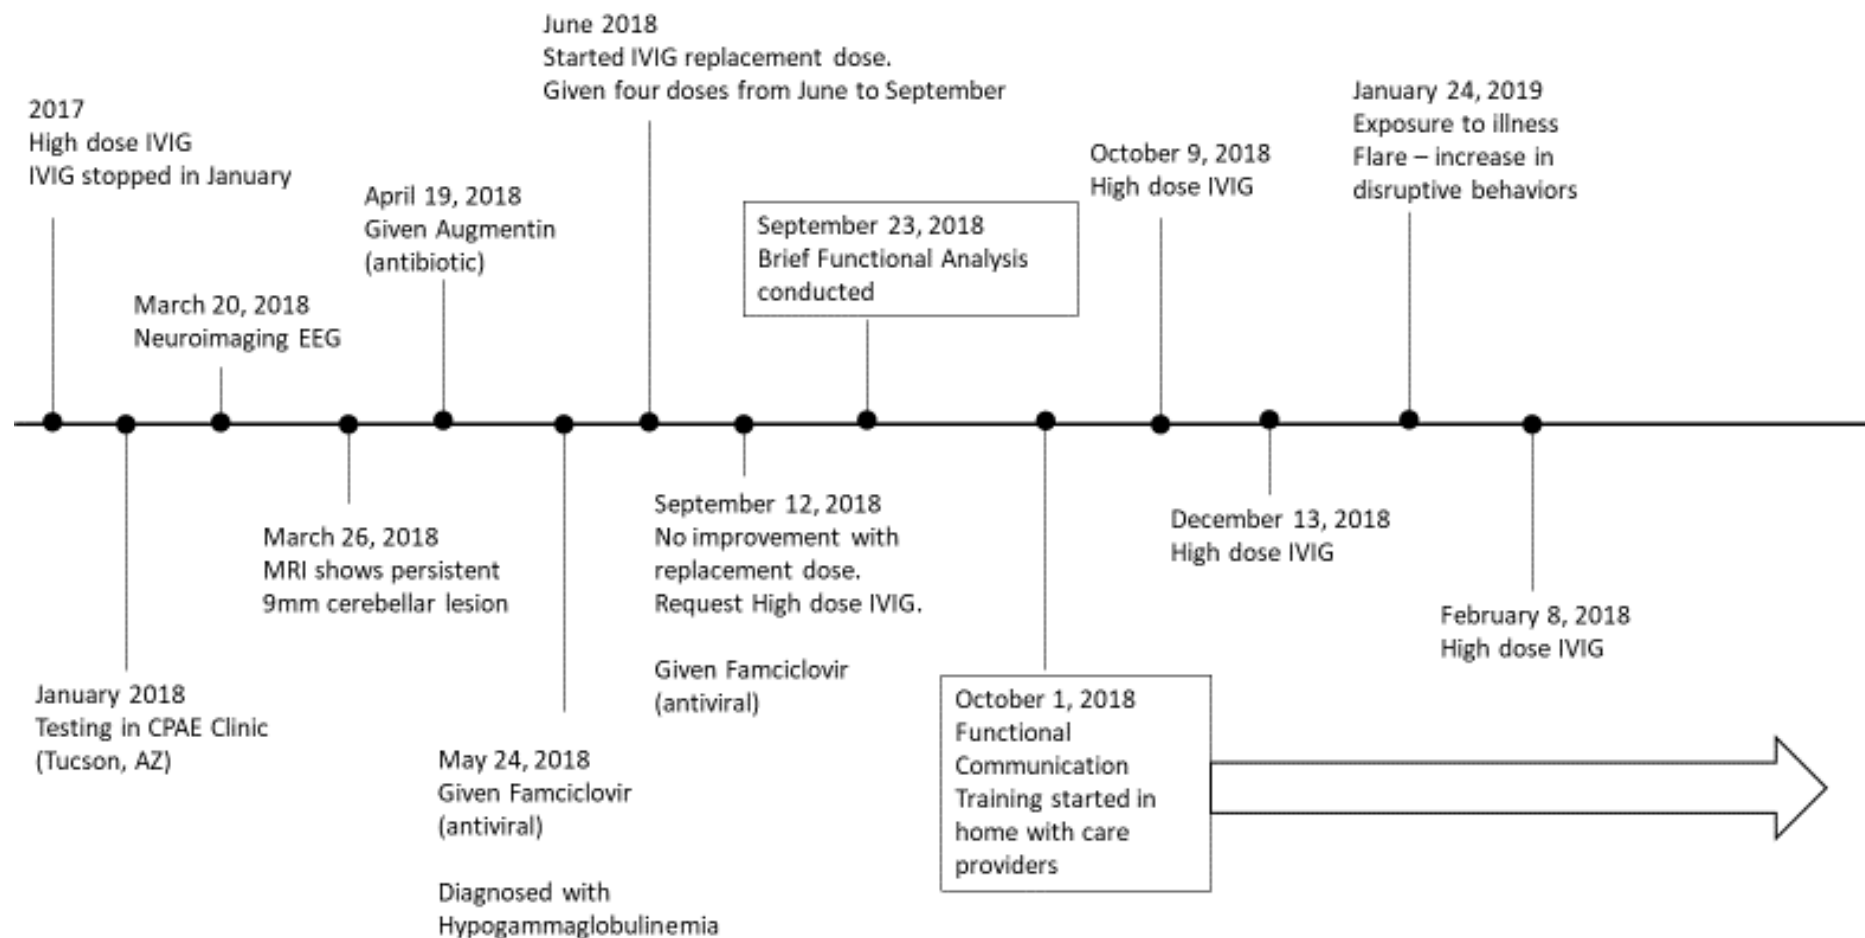 2017
High dose IVIG
IVIG stopped in January
January 2018
Testing in CPAE Clinic
(Tucson, AZ)
March 20, 2018
Neuroimaging EEG
March 26, 2018
MRI shows persistent
9mm cerebellar lesion
April 19, 2018
Given Augmentin
(antibiotic)
May 24, 2018
Given Famciclovir
(antiviral)
Diagnosed with
Hypogammaglobulinemia
June 2018
Started IVIG replacement dose.
Given four doses from June to September
September 12, 2018
No improvement with
replacement dose.
Request High dose IVIG.
Given Famciclovir
(antiviral)
September 23, 2018
Brief Functional Analysis
conducted
October 1, 2018
Functional
Communication
Training started in
home with care
providers
October 9, 2018
High dose IVIG
December 13, 2018
High dose IVIG
January 24, 2019
Exposure to illness
Flare – increase in
disruptive behaviors
February 8, 2018
High dose IVIG